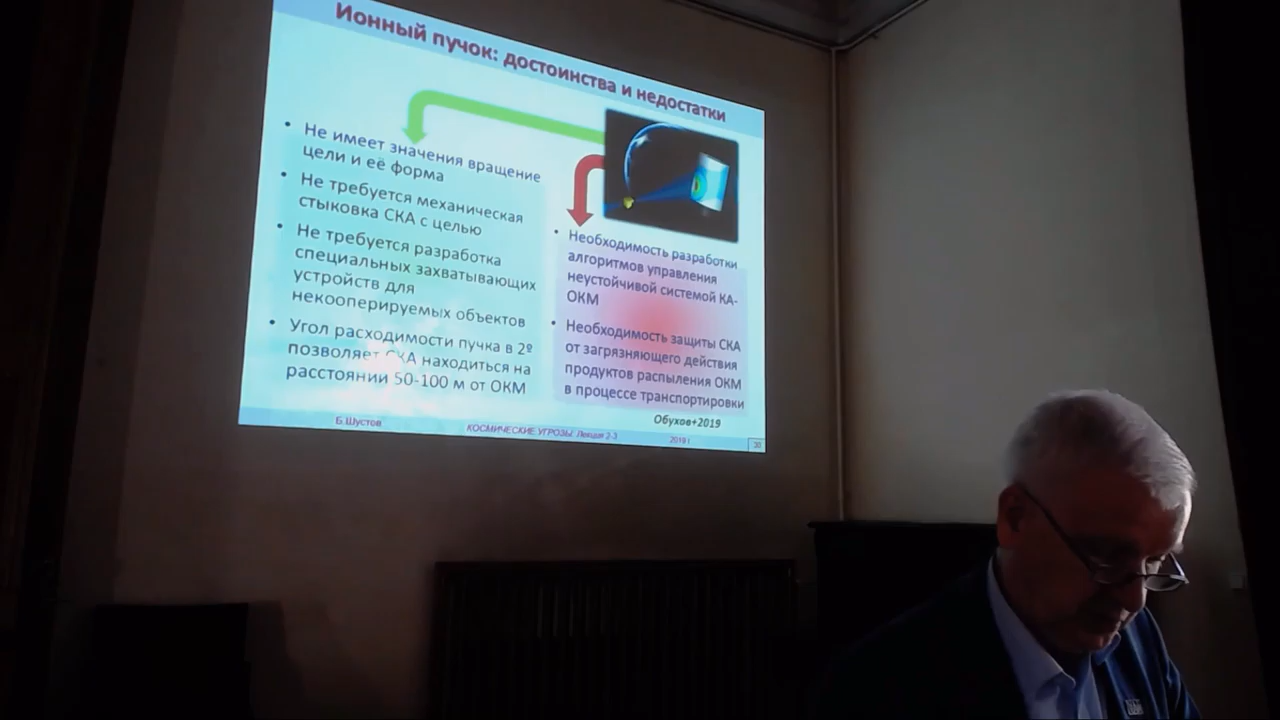 Ионный пучок: достоинства и недостатки
• Не имеет значения вращение
цели и её форма
• Не требуется механическая
стыковка СКА с целью
• Не требуется разработка
специальных захватывающих
устройств для
некооперируемых объектов
• Угол расходимости пучка в 2º
позволяет СКА находиться на
расстоянии 50-100 м от ОКМ
• Необходимость разработки
алгоритмов управления
неустойчивой системой КА-
ОКМ
• Необходимость защиты СКА
от загрязняющего действия
продуктов распыления ОКМ
в процессе транспортировки
Обухов+2019
Б.Шустов
КОСМИЧЕСКИЕ УГРОЗЫ: Лекция 2-3
2019 г.